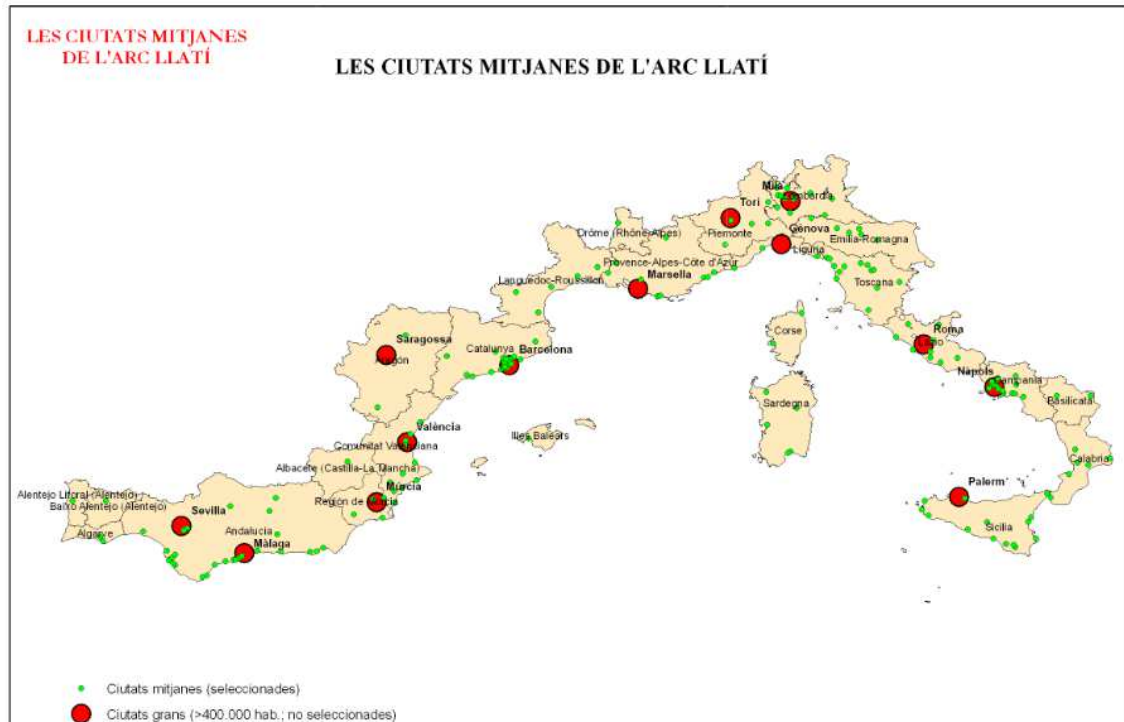 LES CIUTATS MITJANES
DE L'ARC LLATÍ
LES CIUTATS MITJANES DE L'ARC LLATÍ
Milà
Lombardia
Torí
Piemonte
Gènova
Liguria
Emilia-Romagna
Drôme (Rhône-Alpes)
Provence-Alpes-Côte d'Azur
Marsella
Languedoc-Roussillon
Toscana
Corse
Saragossa
Aragón
Catalunya
Barcelona
Roma
Lazio
Nàpols
Campania
Basilicata
Sardegna
València
Comunitat Valenciana
Illes Balears
Calabria
Albacete (Castilla-La Mancha)
Múrcia
Región de Murcia
Palerm
Sicilia
Alentejo Litoral (Alentejo)
Baixo Alentejo (Alentejo)
Algarve
Sevilla
Andalucia
Màlaga
Ciutats mitjanes (seleccionades)
Ciutats grans (>400.000 hab.; no seleccionades)